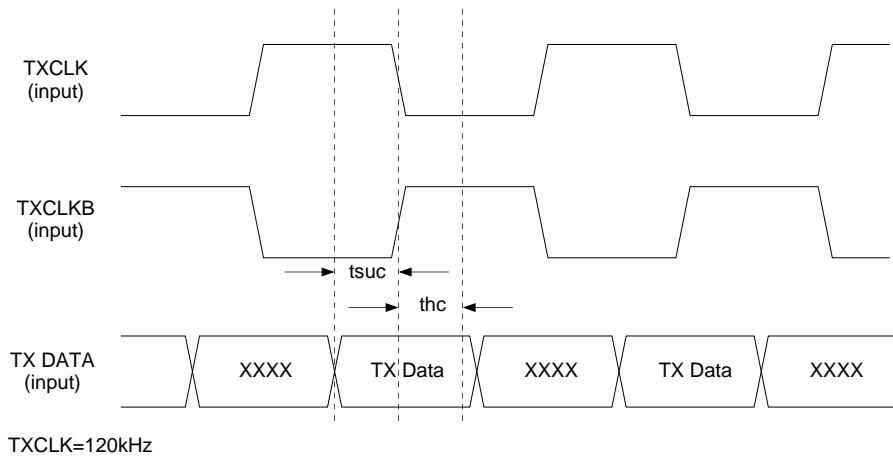 TXCLK
(input)
TXCLKB
(input)
tsuc
thc
TX DATA
(input)
XXXX
TX Data
XXXX
TX Data
XXXX
TXCLK=120kHz